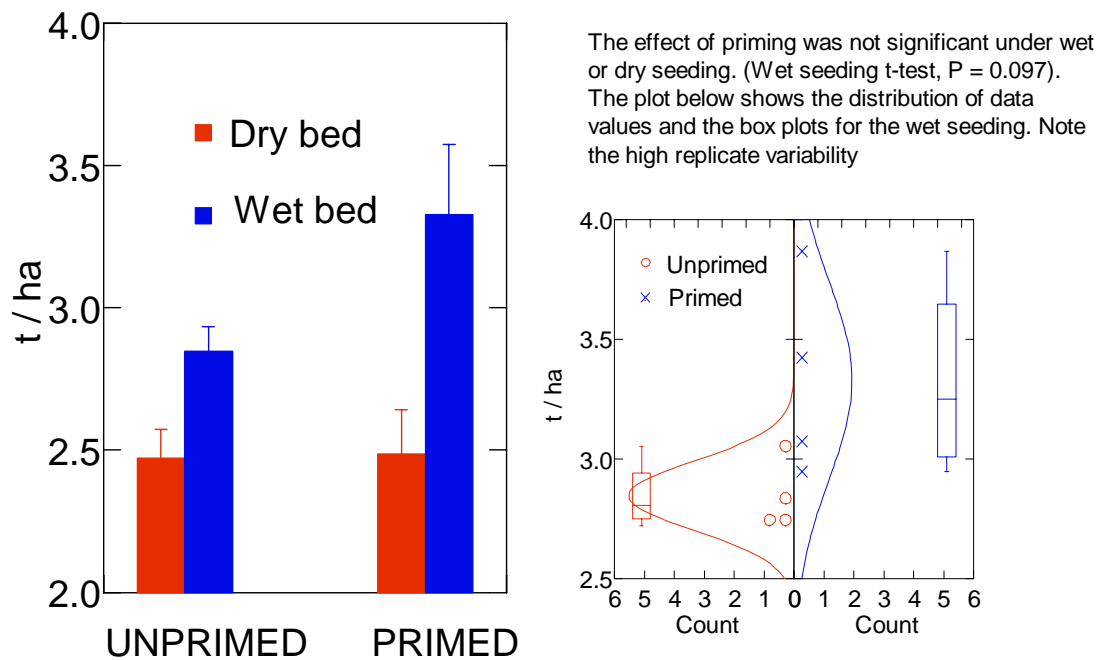 4.0
3.5
3.0
2.5
2.0
t / ha
Dry bed
Wet bed
UNPRIMED PRIMED
The effect of priming was not significant under wet
or dry seeding. (Wet seeding t-test, P = 0.097).
The plot below shows the distribution of data
values and the box plots for the wet seeding. Note
the high replicate variability
4.0
3.5
3.0
2.5
t / ha
Unprimed
Primed
6 5 4 3 2 1 0 0 1 2 3 4 5 6
Count Count